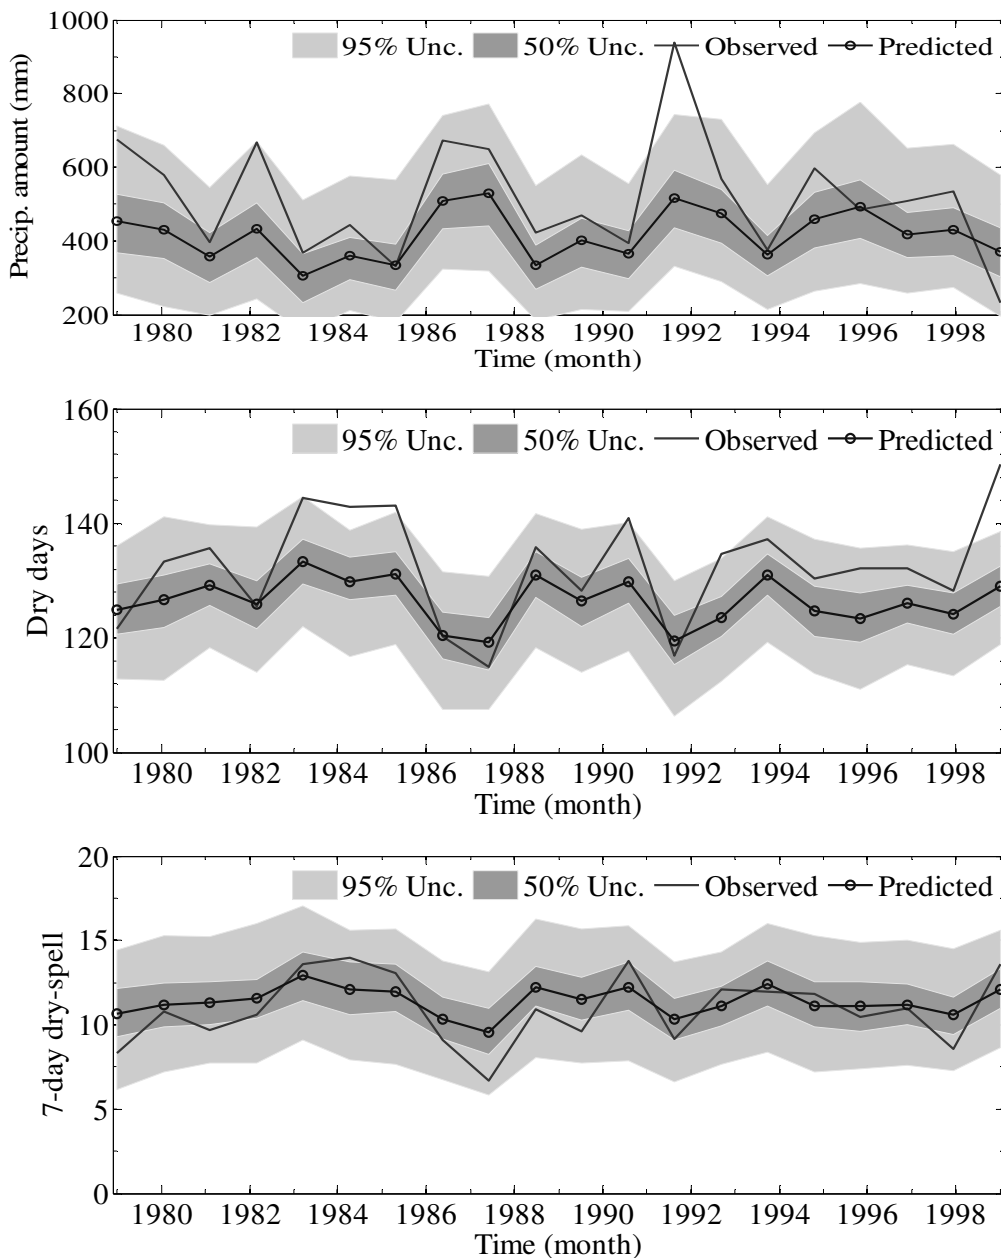 Precip. amount (mm)
1000
800
600
400
200
95% Unc. 50% Unc. Observed Predicted
1980 1982 1984 1986 1988 1990 1992 1994 1996 1998
Time (month)
Dry days
160
140
120
100
95% Unc. 50% Unc. Observed Predicted
1980 1982 1984 1986 1988 1990 1992 1994 1996 1998
Time (month)
7-day dry-spell
20
15
10
5
0
95% Unc. 50% Unc. Observed Predicted
1980 1982 1984 1986 1988 1990 1992 1994 1996 1998
Time (month)